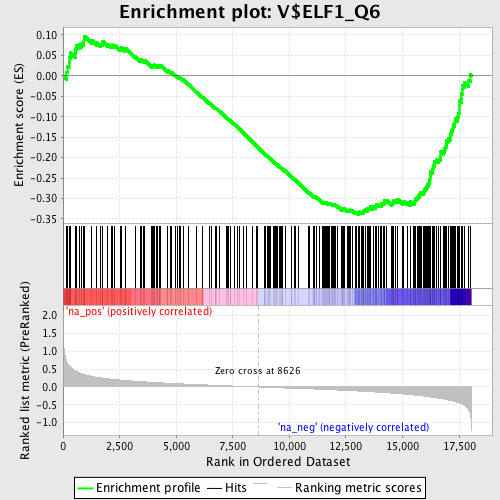 Enrichment plot: V$ELF1_Q6
Enrichment score (ES)
0.10
0.05
0.00
-0.05
-0.10
-0.15
-0.20
-0.25
-0.30
-0.35
'na_pos' (positively correlated)
Ranked list metric (PreRanked)
2.0
1.5
1.0
0.5
0.0
-0.5
-1.0
Zero cross at 8626
'na_neg' (negatively correlated)
0
2,500
5,000
7,500
10,000
12,500
15,000
17,500
Rank in Ordered Dataset
Enrichment profile
Hits
Ranking metric scores